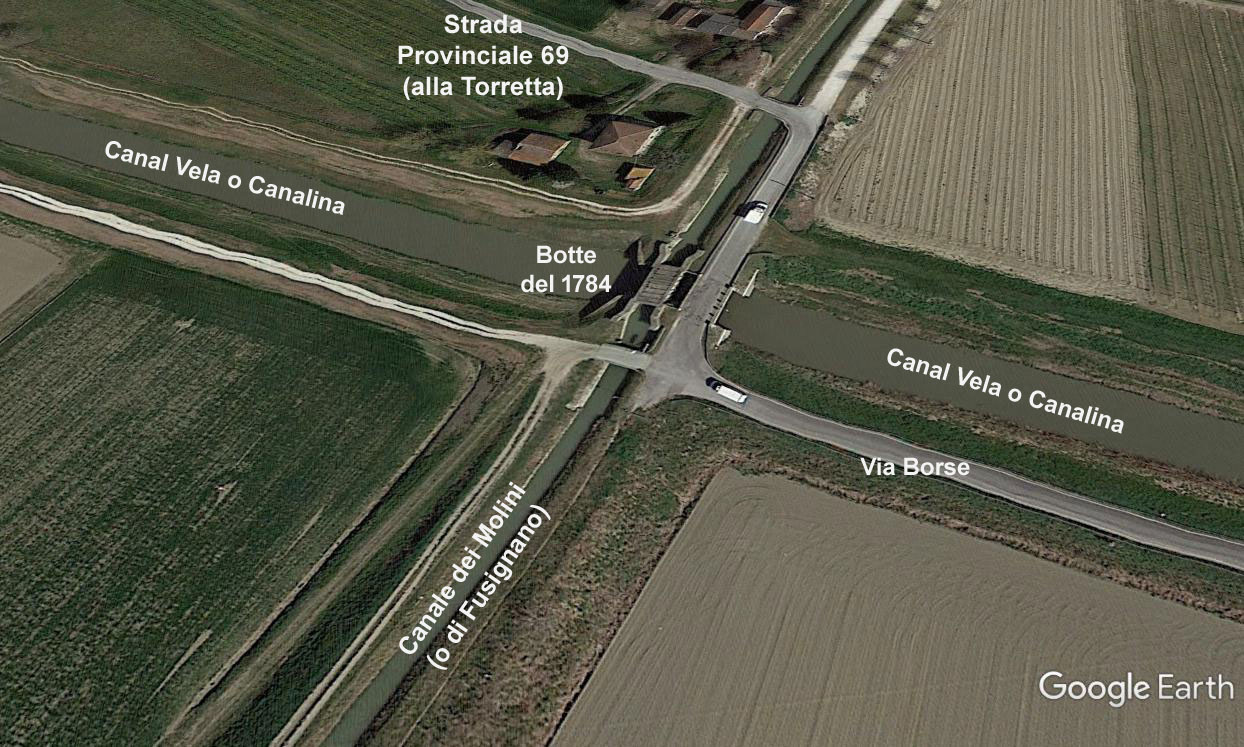 Strada
Provinciale 69
(alla Torretta)
Canal Vela o Canalina
Botte
del 1784
Canal Vela o Canalina
Via Borse
Canale dei Molini
(o di Fusignano)
Google Earth